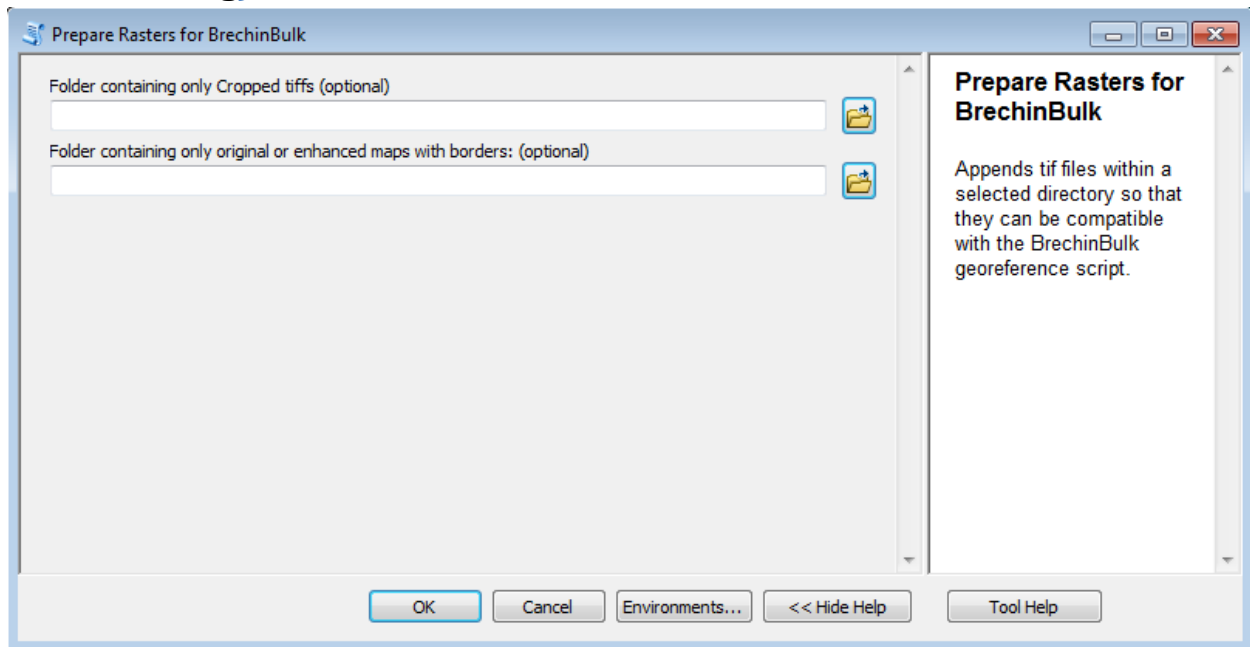 Prepare Rasters for BrechinBulk
Folder containing only Cropped tiffs (optional)
Folder containing only original or enhanced maps with borders: (optional)
Prepare Rasters for
BrechinBulk
Appends tif files within a
selected directory so that
they can be compatible
with the BrechinBulk
georeference script.
OK
Cancel
Environments...
<< Hide Help
Tool Help